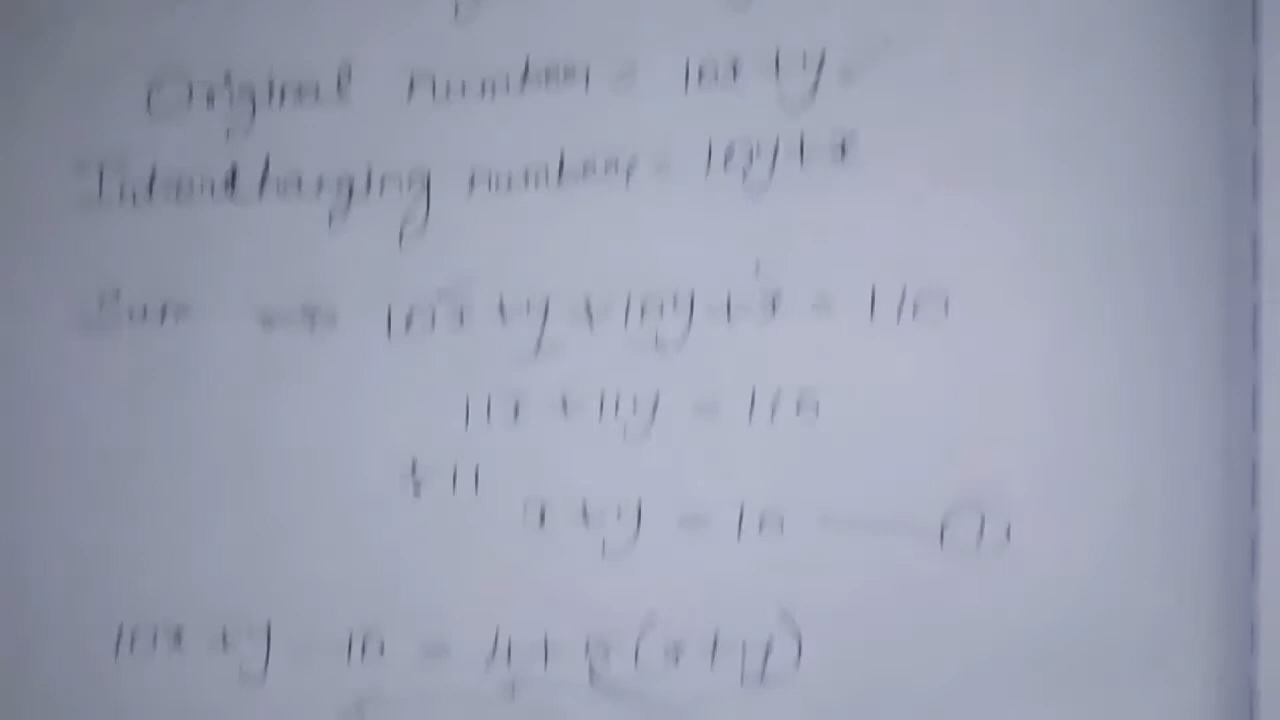 Original number = 10x + y
Interchanging number = 10y + x
Sum 10x + y + 10y + x = 110
11x + 11y = 110
÷ 11
x + y = 10 — (1)
10x + y - 10 = 4 + 5(x + y)